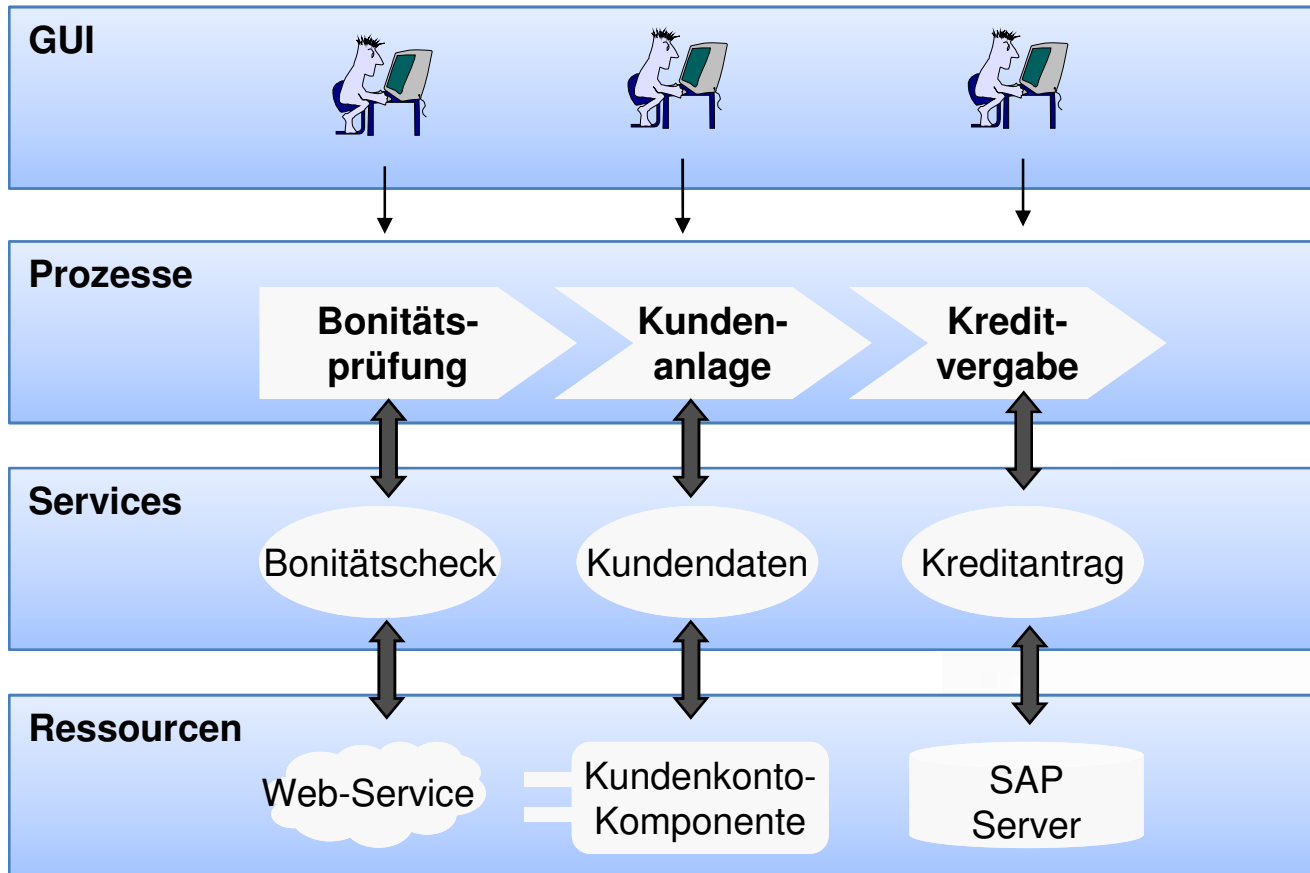 GUI
Prozesse
Bonitäts-
prüfung
Kunden-
anlage
Kredit-
vergabe
Services
Bonitätscheck
Kundendaten
Kreditantrag
Ressourcen
Web-Service
Kundenkonto-
Komponente
SAP
Server